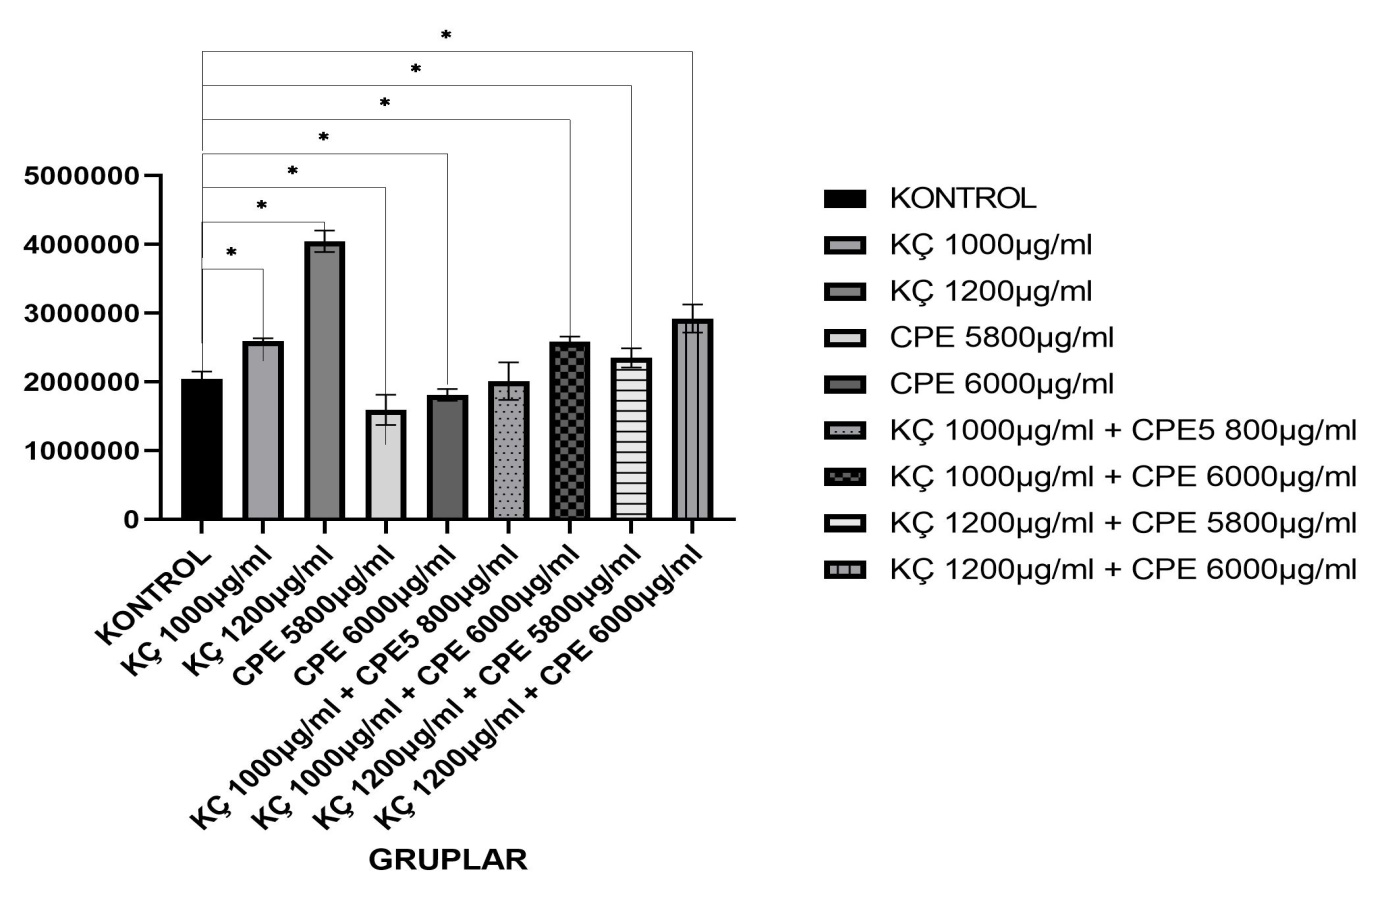 *
*
*
*
*
*
*
5000000
4000000
3000000
2000000
1000000
0
KONTROL
KÇ 1000µg/ml
KÇ 1200µg/ml
CPE 5800µg/ml
CPE 6000µg/ml
KÇ 1000µg/ml + CPE5 800µg/ml
KÇ 1000µg/ml + CPE 6000µg/ml
KÇ 1200µg/ml + CPE 5800µg/ml
KÇ 1200µg/ml + CPE 6000µg/ml
GRUPLAR
KONTROL
KÇ 1000µg/ml
KÇ 1200µg/ml
CPE 5800µg/ml
CPE 6000µg/ml
KÇ 1000µg/ml + CPE5 800µg/ml
KÇ 1000µg/ml + CPE 6000µg/ml
KÇ 1200µg/ml + CPE 5800µg/ml
KÇ 1200µg/ml + CPE 6000µg/ml